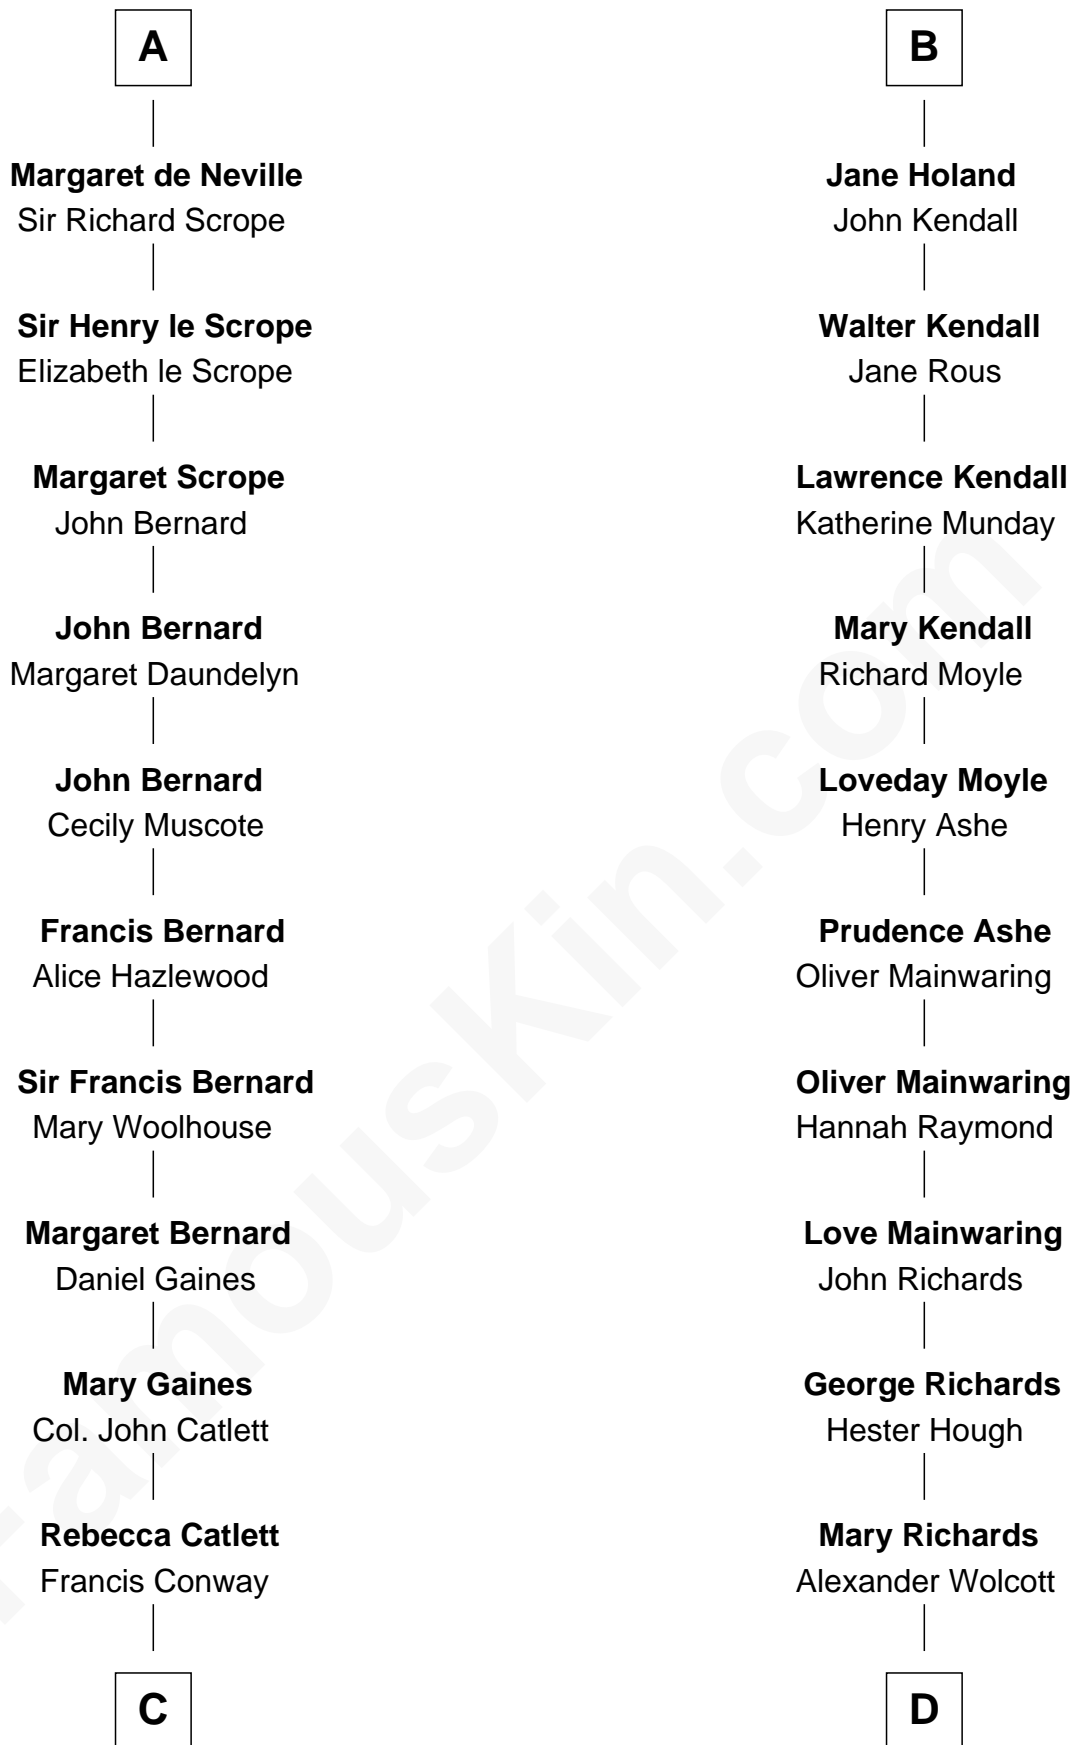 A
Margaret de Neville
Sir Richard Scrope
Sir Henry le Scrope
Elizabeth le Scrope
Margaret Scrope
John Bernard
John Bernard
Margaret Daundelyn
John Bernard
Cecily Muscote
Francis Bernard
Alice Hazlewood
Sir Francis Bernard
Mary Woolhouse
Margaret Bernard
Daniel Gaines
Mary Gaines
Col. John Catlett
Rebecca Catlett
Francis Conway
C
B
Jane Holand
John Kendall
Walter Kendall
Jane Rous
Lawrence Kendall
Katherine Munday
Mary Kendall
Richard Moyle
Loveday Moyle
Henry Ashe
Prudence Ashe
Oliver Mainwaring
Oliver Mainwaring
Hannah Raymond
Love Mainwaring
John Richards
George Richards
Hester Hough
Mary Richards
Alexander Wolcott
D
FamousKin.com